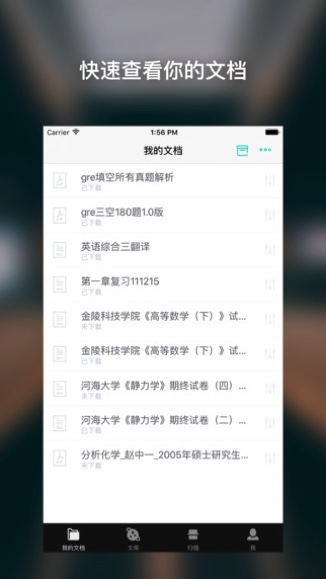 快速查看你的文档
Carrier 1:56 PM
我的文档
gre填空所有真题解析
已下载
gre三空180题1.0版
已下载
英语综合三翻译
已下载
第一章复习111215
已下载
金陵科技学院《高等数学（下）》试...
未下载
金陵科技学院《高等数学（下）》试...
已下载
河海大学《静力学》期终试卷（四）...
未下载
河海大学《静力学》期终试卷（二）...
已下载
分析化学_赵中一_2005年硕士研究生...
未下载
我的文档 文库 扫描 我